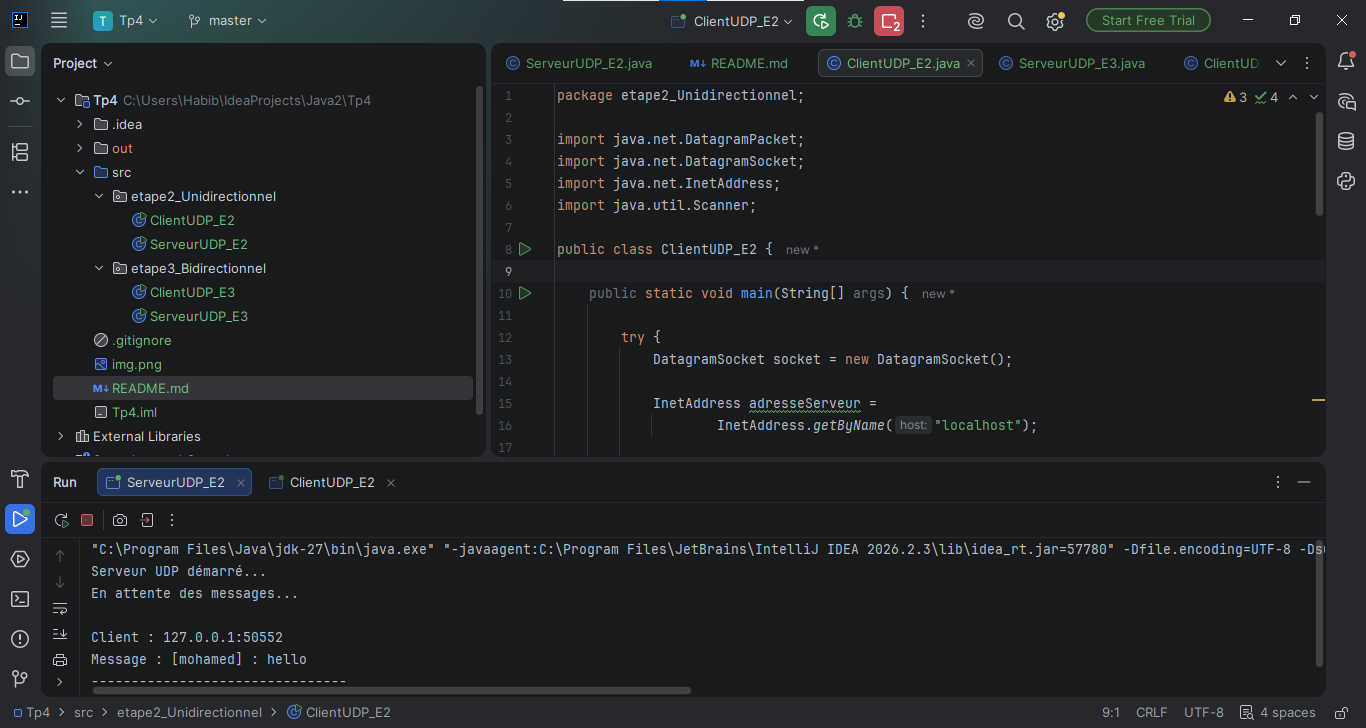 T Tp4 master ClientUDP_E2 2 Start Free Trial
Project
Tp4 C:\Users\Habib\IdeaProjects\Java2\Tp4
.idea
out
src
etape2_Unidirectionnel
ClientUDP_E2
ServeurUDP_E2
etape3_Bidirectionnel
ClientUDP_E3
ServeurUDP_E3
.gitignore
img.png
README.md
Tp4.iml
External Libraries
ServeurUDP_E2.java README.md ClientUDP_E2.java ServeurUDP_E3.java ClientUD
3 4
1 package etape2_Unidirectionnel;
2
3 import java.net.DatagramPacket;
4 import java.net.DatagramSocket;
5 import java.net.InetAddress;
6 import java.util.Scanner;
7
8 public class ClientUDP_E2 { new *
9
10 public static void main(String[] args) { new *
11
12 try {
13 DatagramSocket socket = new DatagramSocket();
14
15 InetAddress adresseServeur =
16 InetAddress.getByName( host: "localhost");
17
Run ServeurUDP_E2 ClientUDP_E2
"C:\Program Files\Java\jdk-27\bin\java.exe" "-javaagent:C:\Program Files\JetBrains\IntelliJ IDEA 2026.2.3\lib\idea_rt.jar=57780" -Dfile.encoding=UTF-8 -Dsu
Serveur UDP démarré...
En attente des messages...
Client : 127.0.0.1:50552
Message : [mohamed] : hello
--------------------------------
Tp4 > src > etape2_Unidirectionnel > ClientUDP_E2 9:1 CRLF UTF-8 4 spaces